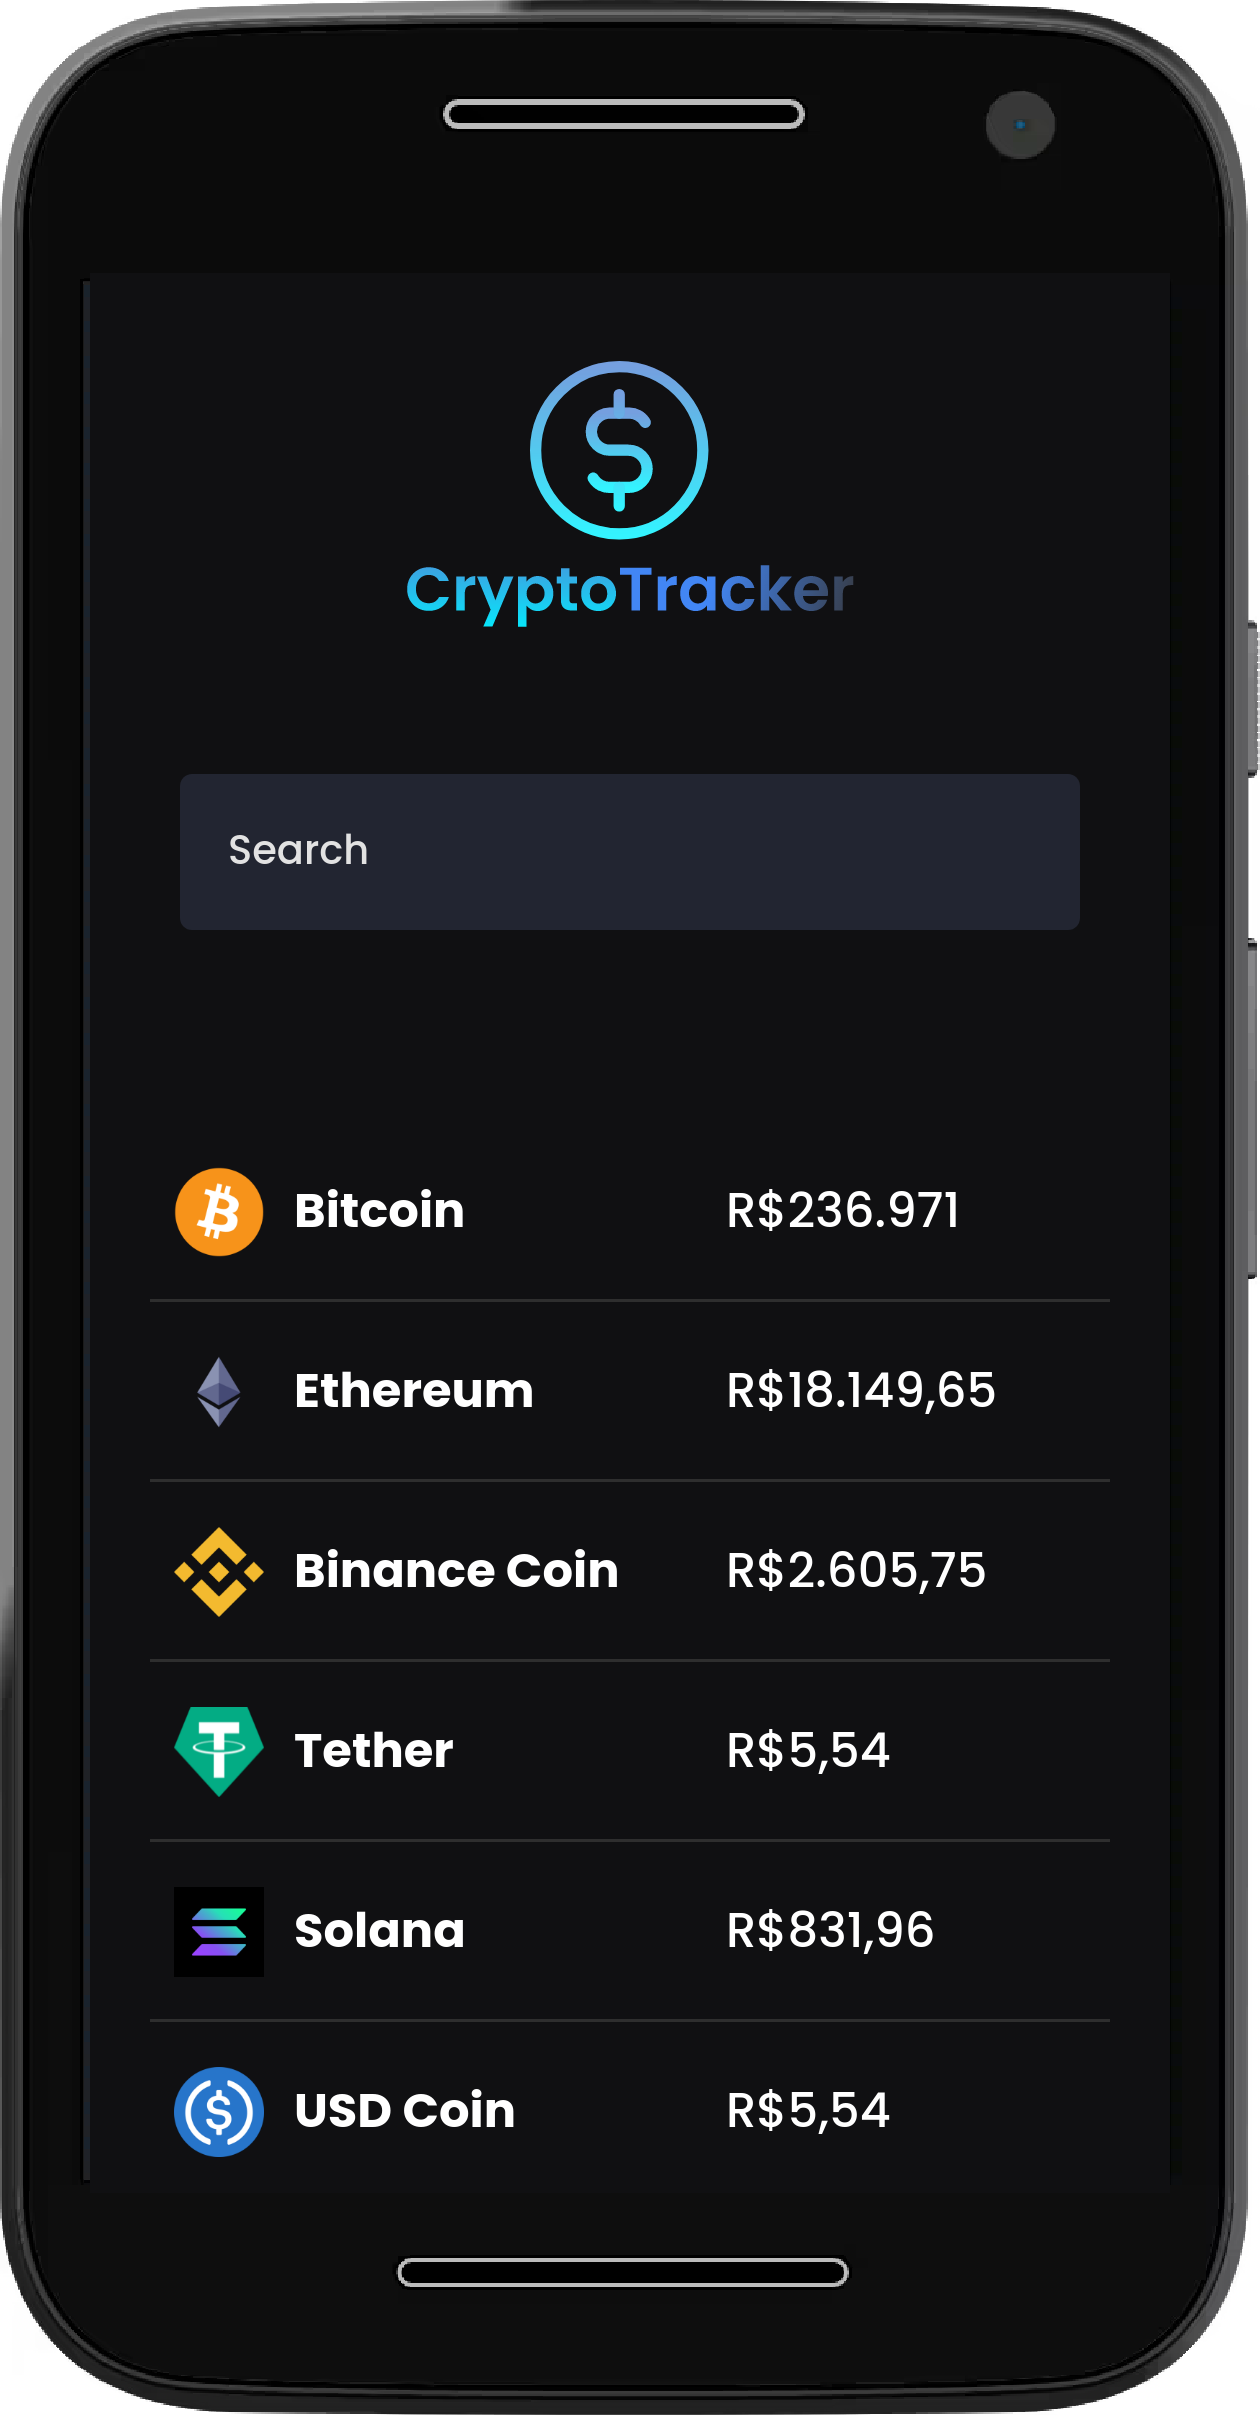 CryptoTracker
Search
Bitcoin R$236.971
Ethereum R$18.149,65
Binance Coin R$2.605,75
Tether R$5,54
Solana R$831,96
USD Coin R$5,54